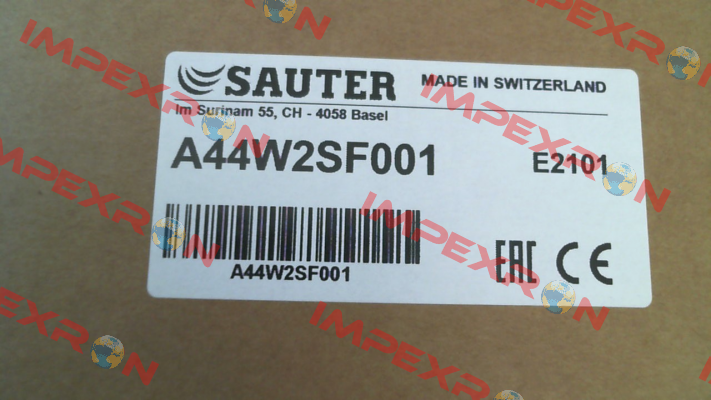 SAUTER MADE IN SWITZERLAND
Im Surinam 55, CH - 4058 Basel
A44W2SF001 E2101
A44W2SF001
EAC CE
IMPEXRON
IMPEXRON
IMPEXRON
IMPEXRON
IMPEXRON
IMPEXRON
IMPEXRON